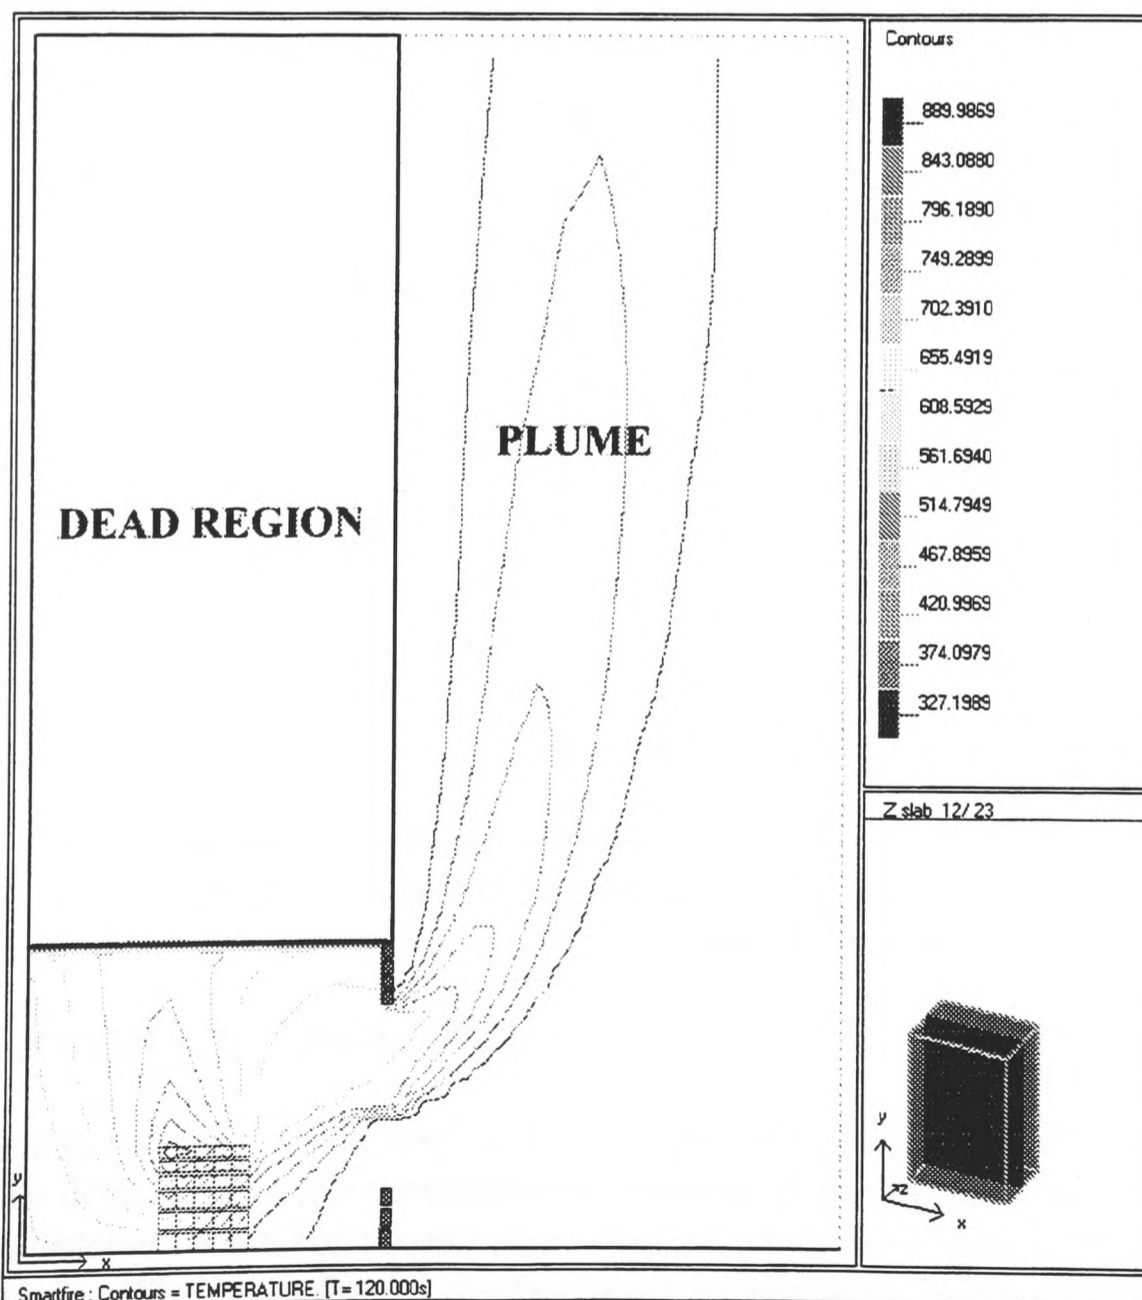 Contours
889.9869
843.0880
796.1890
749.2899
702.3910
655.4919
608.5929
561.6940
514.7949
467.8959
420.9969
374.0979
327.1989
PLUME
DEAD REGION
Z slab 12/23
y
z
x
y
x
Smartfire : Contours = TEMPERATURE. [T= 120.000s]